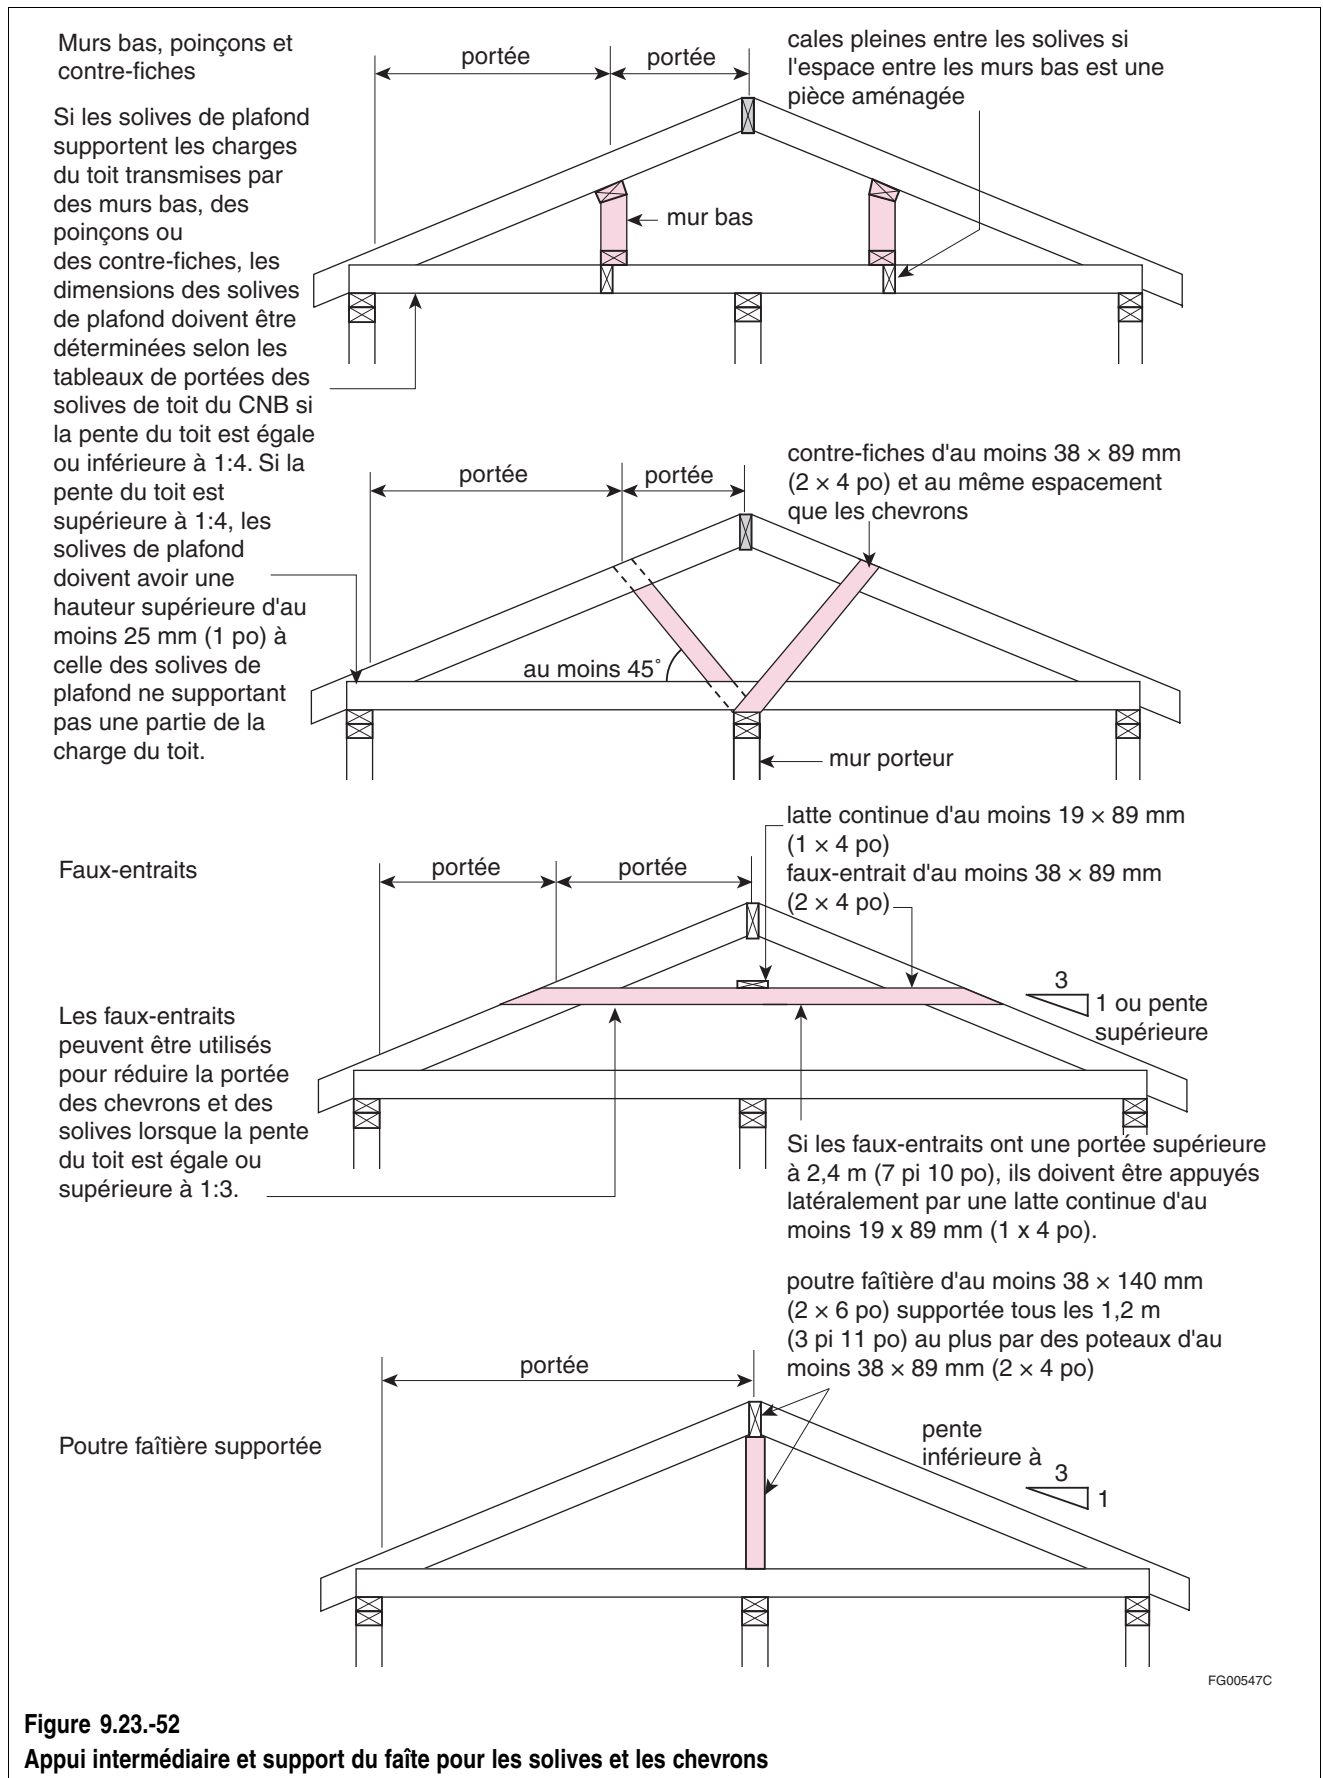 Murs bas, poinçons et
contre-fiches
portée
portée
cales pleines entre les solives si
l'espace entre les murs bas est une
pièce aménagée
Si les solives de plafond
supportent les charges
du toit transmises par
des murs bas, des
poinçons ou
des contre-fiches, les
dimensions des solives
de plafond doivent être
déterminées selon les
tableaux de portées des
solives de toit du CNB si
la pente du toit est égale
ou inférieure à 1:4. Si la
pente du toit est
supérieure à 1:4, les
solives de plafond
doivent avoir une
hauteur supérieure d'au
moins 25 mm (1 po) à
celle des solives de
plafond ne supportant
pas une partie de la
charge du toit.
mur bas
portée
portée
contre-fiches d'au moins 38 × 89 mm
(2 × 4 po) et au même espacement
que les chevrons
au moins 45˚
mur porteur
Faux-entraits
portée
portée
latte continue d'au moins 19 × 89 mm
(1 × 4 po)
faux-entrait d'au moins 38 × 89 mm
(2 × 4 po)
3
1 ou pente
supérieure
Les faux-entraits
peuvent être utilisés
pour réduire la portée
des chevrons et des
solives lorsque la pente
du toit est égale ou
supérieure à 1:3.
Si les faux-entraits ont une portée supérieure
à 2,4 m (7 pi 10 po), ils doivent être appuyés
latéralement par une latte continue d'au
moins 19 x 89 mm (1 x 4 po).
poutre faîtière d'au moins 38 × 140 mm
(2 × 6 po) supportée tous les 1,2 m
(3 pi 11 po) au plus par des poteaux d'au
moins 38 × 89 mm (2 × 4 po)
portée
Poutre faîtière supportée
pente
inférieure à
3
1
FG00547C
Figure 9.23.-52
Appui intermédiaire et support du faîte pour les solives et les chevrons